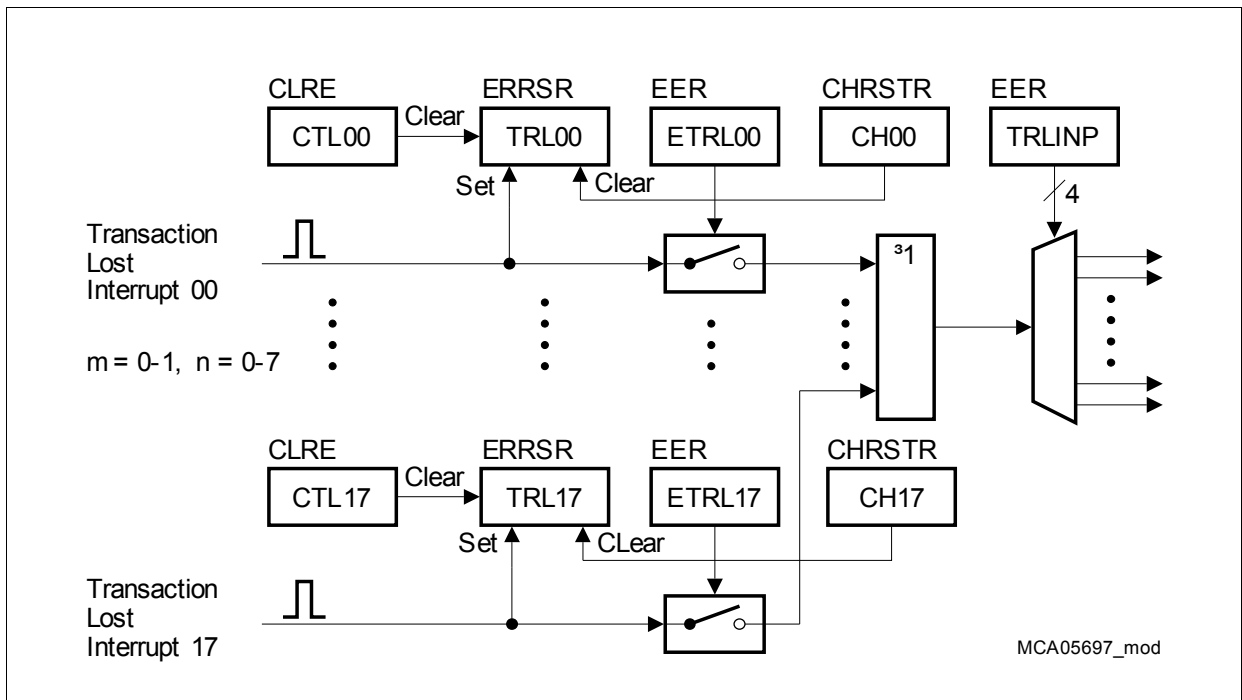 CLRE ERRSR EER CHRSTR EER
CTL00 Clear TRL00 ETRL00 CH00 TRLINP
Set Clear 4
Transaction
Lost
Interrupt 00
³1
m = 0-1, n = 0-7
CLRE ERRSR EER CHRSTR
CTL17 Clear TRL17 ETRL17 CH17
Set CLear
Transaction
Lost
Interrupt 17
MCA05697_mod